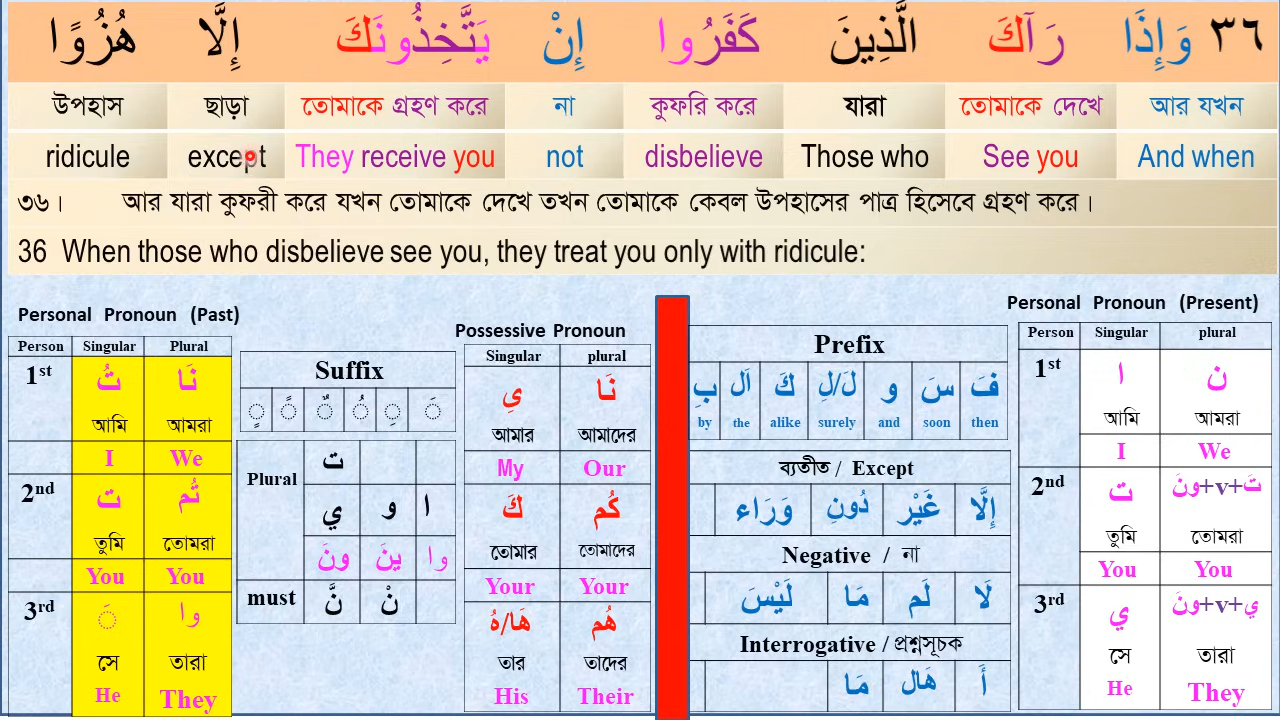 ٣٦ وَإِذَا رَآكَ الَّذِينَ كَفَرُوا إِنْ يَتَّخِذُونَكَ إِلَّا هُزُوًا
উপহাস ছাড়া তোমাকে গ্রহণ করে না কুফরি করে যারা তোমাকে দেখে আর যখন
ridicule except They receive you not disbelieve Those who See you And when
৩৬। আর যারা কুফরী করে যখন তোমাকে দেখে তখন তোমাকে কেবল উপহাসের পাত্র হিসেবে গ্রহণ করে।
36 When those who disbelieve see you, they treat you only with ridicule:
Personal Pronoun (Past)
Person Singular Plural
1st تُ نَا
আমি আমরা
I We
2nd ت تُم
তুমি তোমরা
You You
3rd َ وا
সে তারা
He They
Suffix
ٍ ً ٌ ُ ِ َ
Plural ت
ي و ا
ونَ ينَ وا
must نَّ نْ
Possessive Pronoun
Singular plural
يِ نَا
আমার আমাদের
My Our
كَ كُم
তোমার তোমাদের
Your Your
هَا/هُ هُم
তার তাদের
His Their
Prefix
بِ اَل كَ لَ/لِ و سَ فَ
by the alike surely and soon then
ব্যতীত / Except
وَرَاء دُونِ غَيْر إِلَّا
Negative / না
لَيْسَ مَا لَم لَا
Interrogative / প্রশ্নসূচক
مَا هَال أَ
Personal Pronoun (Present)
Person Singular plural
1st ا ن
আমি আমরা
I We
2nd ت تَ+v+ونَ
তুমি তোমরা
You You
3rd ي ي+v+ونَ
সে তারা
He They